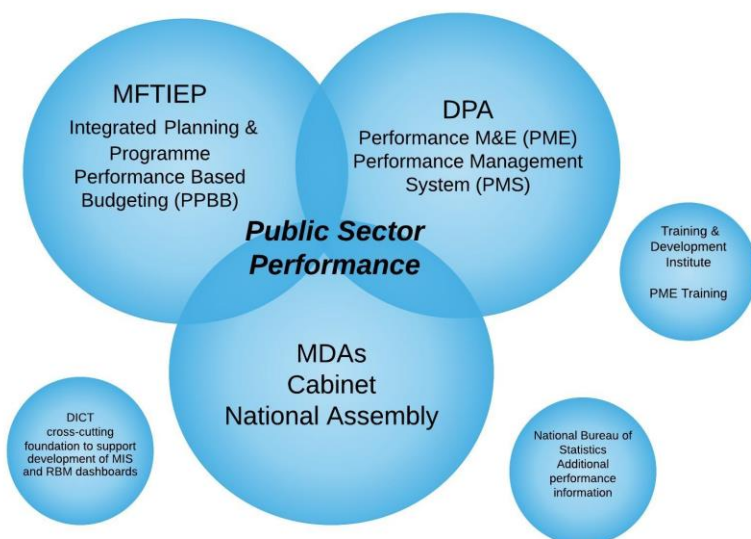 MFTIEP
Integrated Planning &
Programme
Performance Based
Budgeting (PPBB)
DPA
Performance M&E (PME)
Performance Management
System (PMS)
Public Sector
Performance
MDAs
Cabinet
National Assembly
Training &
Development
Institute
PME Training
DICT
cross-cutting
foundation to support
development of MIS
and RBM dashboards
National Bureau of
Statistics
Additional
performance
information